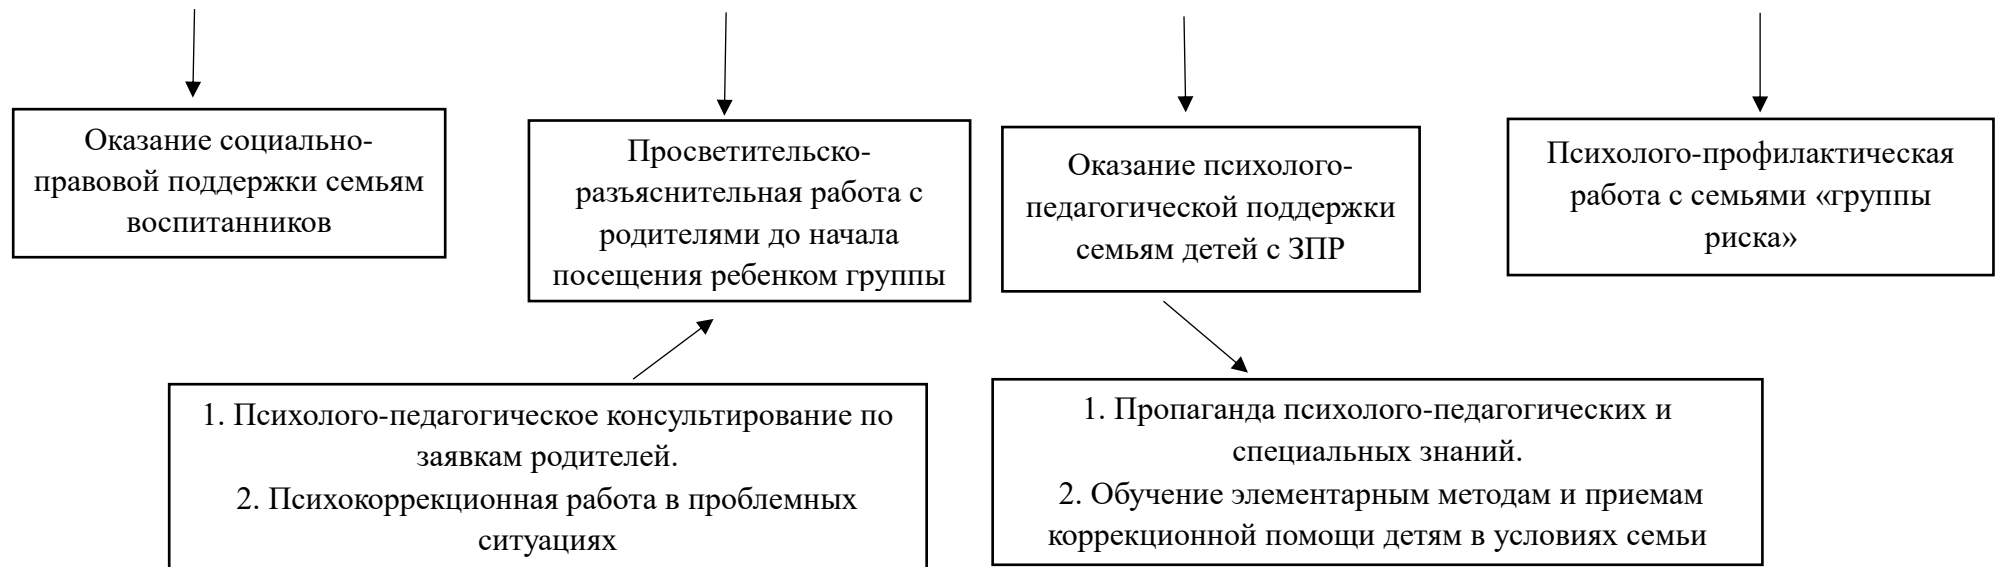 Оказание социально-
правовой поддержки семьям
воспитанников
Просветительско-
разъяснительная работа с
родителями до начала
посещения ребенком группы
Оказание психолого-
педагогической поддержки
семьям детей с ЗПР
Психолого-профилактическая
работа с семьями «группы
риска»
1. Психолого-педагогическое консультирование по
заявкам родителей.
2. Психокоррекционная работа в проблемных
ситуациях
1. Пропаганда психолого-педагогических и
специальных знаний.
2. Обучение элементарным методам и приемам
коррекционной помощи детям в условиях семьи